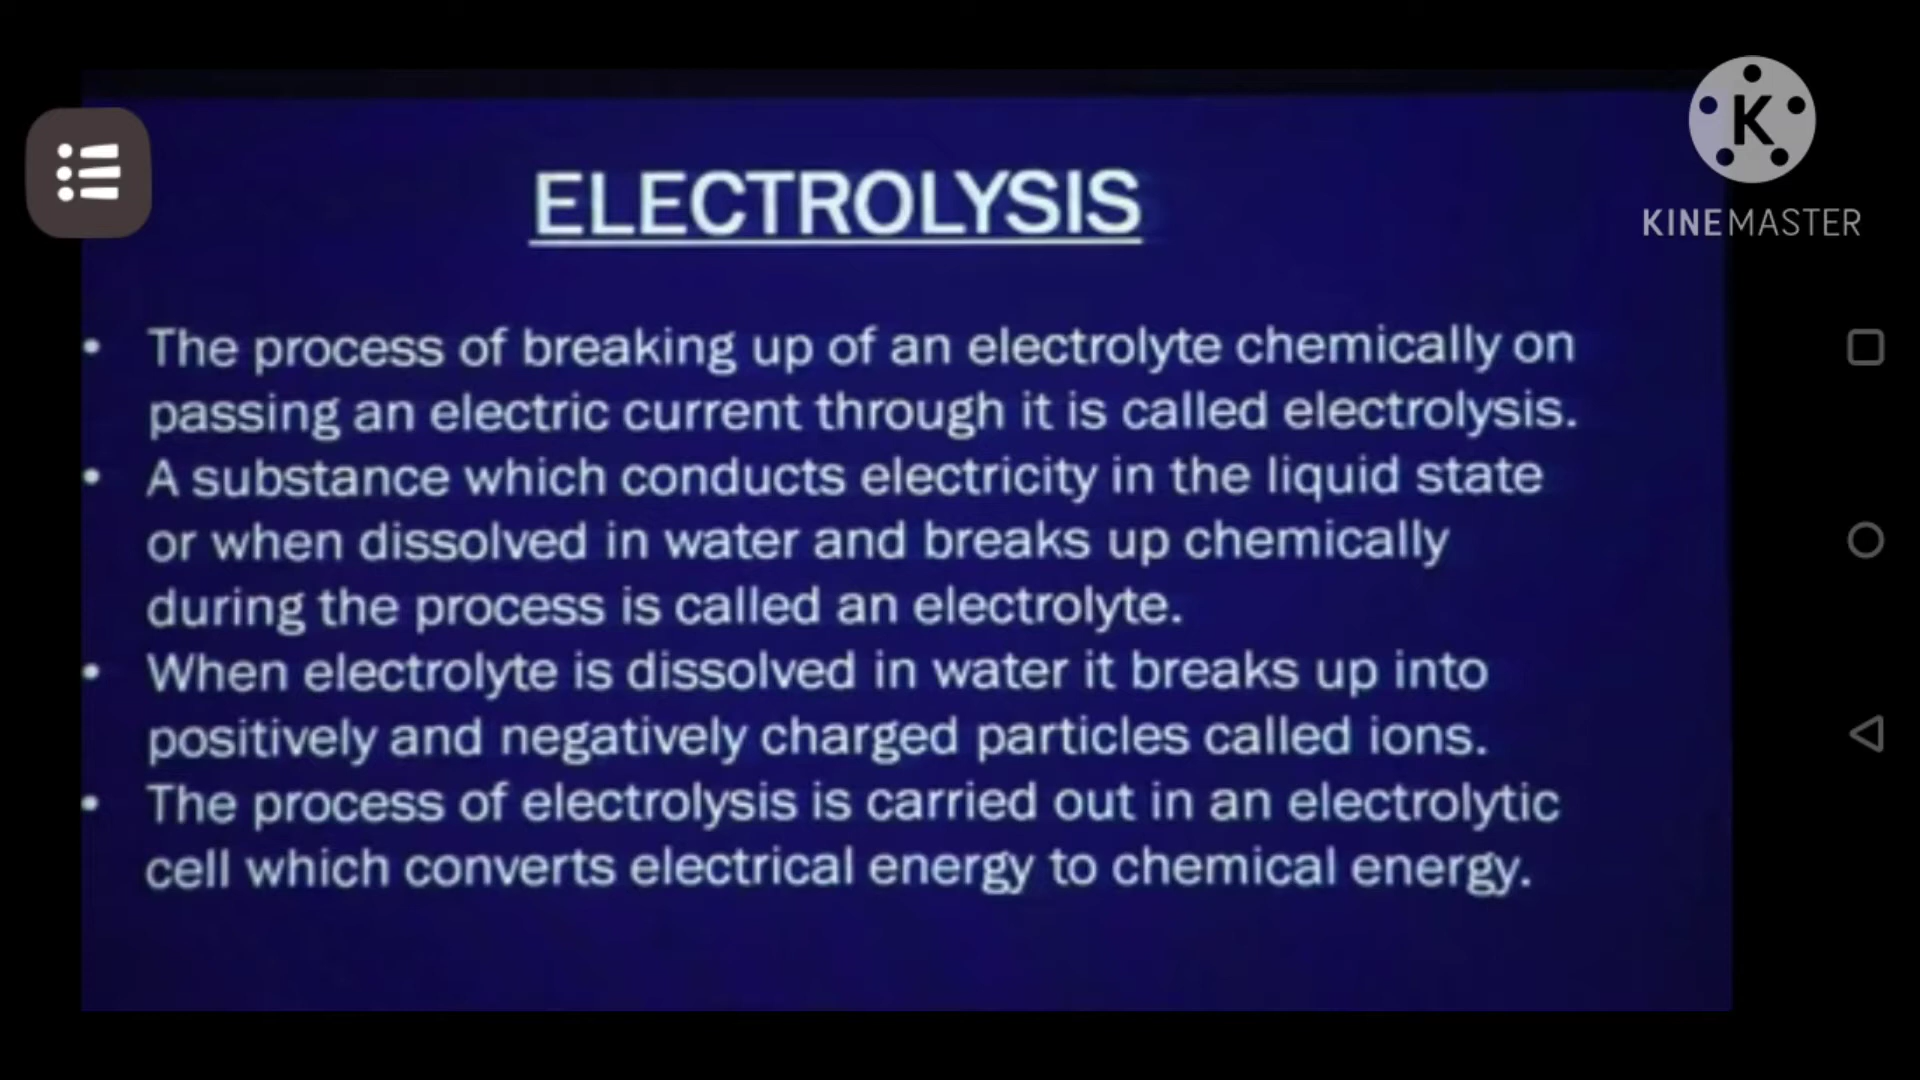 K
KINEMASTER
ELECTROLYSIS
• The process of breaking up of an electrolyte chemically on
passing an electric current through it is called electrolysis.
• A substance which conducts electricity in the liquid state
or when dissolved in water and breaks up chemically
during the process is called an electrolyte.
• When electrolyte is dissolved in water it breaks up into
positively and negatively charged particles called ions.
• The process of electrolysis is carried out in an electrolytic
cell which converts electrical energy to chemical energy.